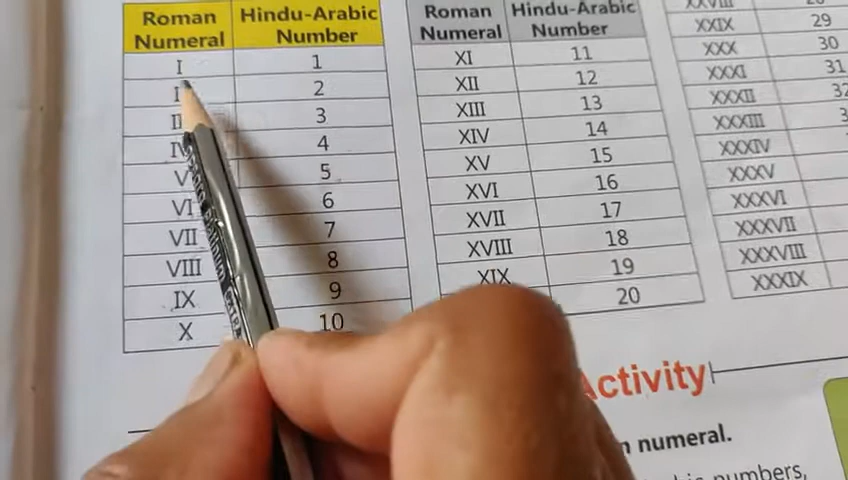 Roman Numeral Hindu-Arabic Number
I 1
2
3
4
V 5
VI 6
VII 7
VIII 8
IX 9
X 10
Roman Numeral Hindu-Arabic Number
XI 11
XII 12
XIII 13
XIV 14
XV 15
XVI 16
XVII 17
XVIII 18
XIX 19
20
XXVIII
XXIX 29
XXX 30
XXXI 31
XXXII
XXXIII
XXXIV
XXXV
XXXVI
XXXVII
XXXVIII
XXXIX
Activity
numeral.
numbers,